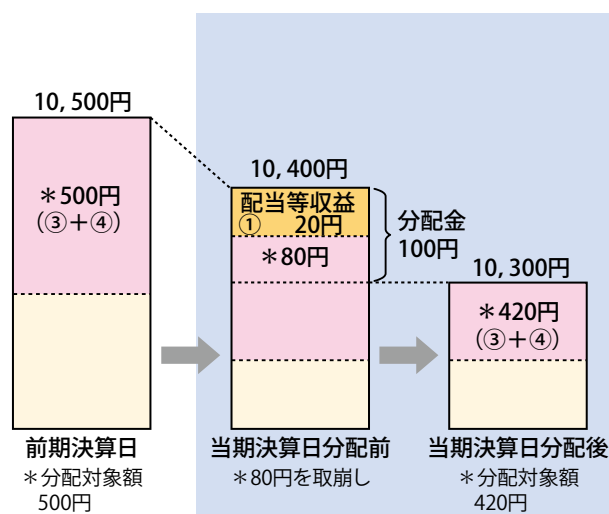 10,500円
＊500円
（③＋④）
前期決算日
＊分配対象額
500円
10,400円
配当等収益
① 20円
＊80円
分配金
100円
当期決算日分配前
＊80円を取崩し
10,300円
＊420円
（③＋④）
当期決算日分配後
＊分配対象額
420円